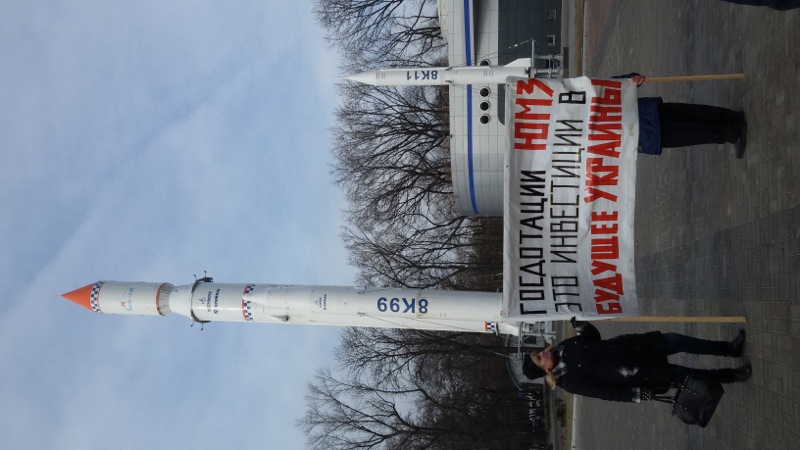 8К11
8К99
ГОСДОТАЦИИ ЮМЗ
ЭТО ИНВЕСТИЦИИ В
БУДУЩЕЕ УКРАИНЫ